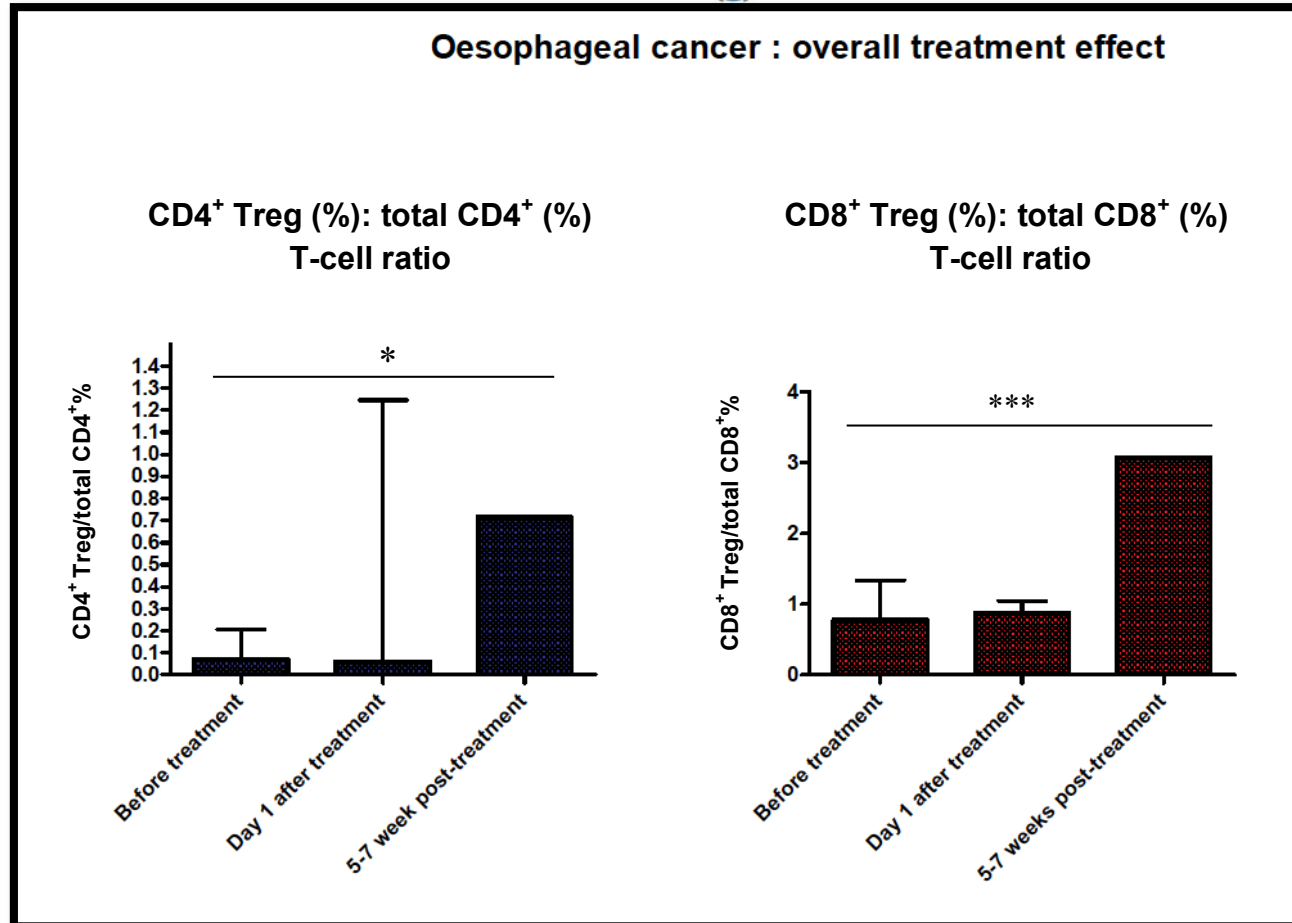 Oesophageal cancer : overall treatment effect
CD4⁺ Treg (%): total CD4⁺ (%)
T-cell ratio
CD4⁺ Treg/total CD4⁺%
1.4
1.3
1.2
1.1
1.0
0.9
0.8
0.7
0.6
0.5
0.4
0.3
0.2
0.1
0.0
*
Before treatment
Day 1 after treatment
5-7 week post-treatment
CD8⁺ Treg (%): total CD8⁺ (%)
T-cell ratio
CD8⁺ Treg/total CD8⁺%
4
3
2
1
0
***
Before treatment
Day 1 after treatment
5-7 weeks post-treatment